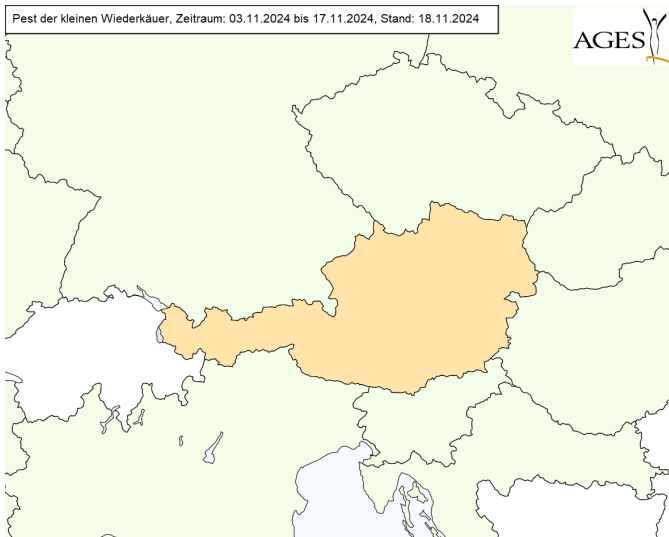 Pest der kleinen Wiederkäuer, Zeitraum: 03.11.2024 bis 17.11.2024, Stand: 18.11.2024
AGES